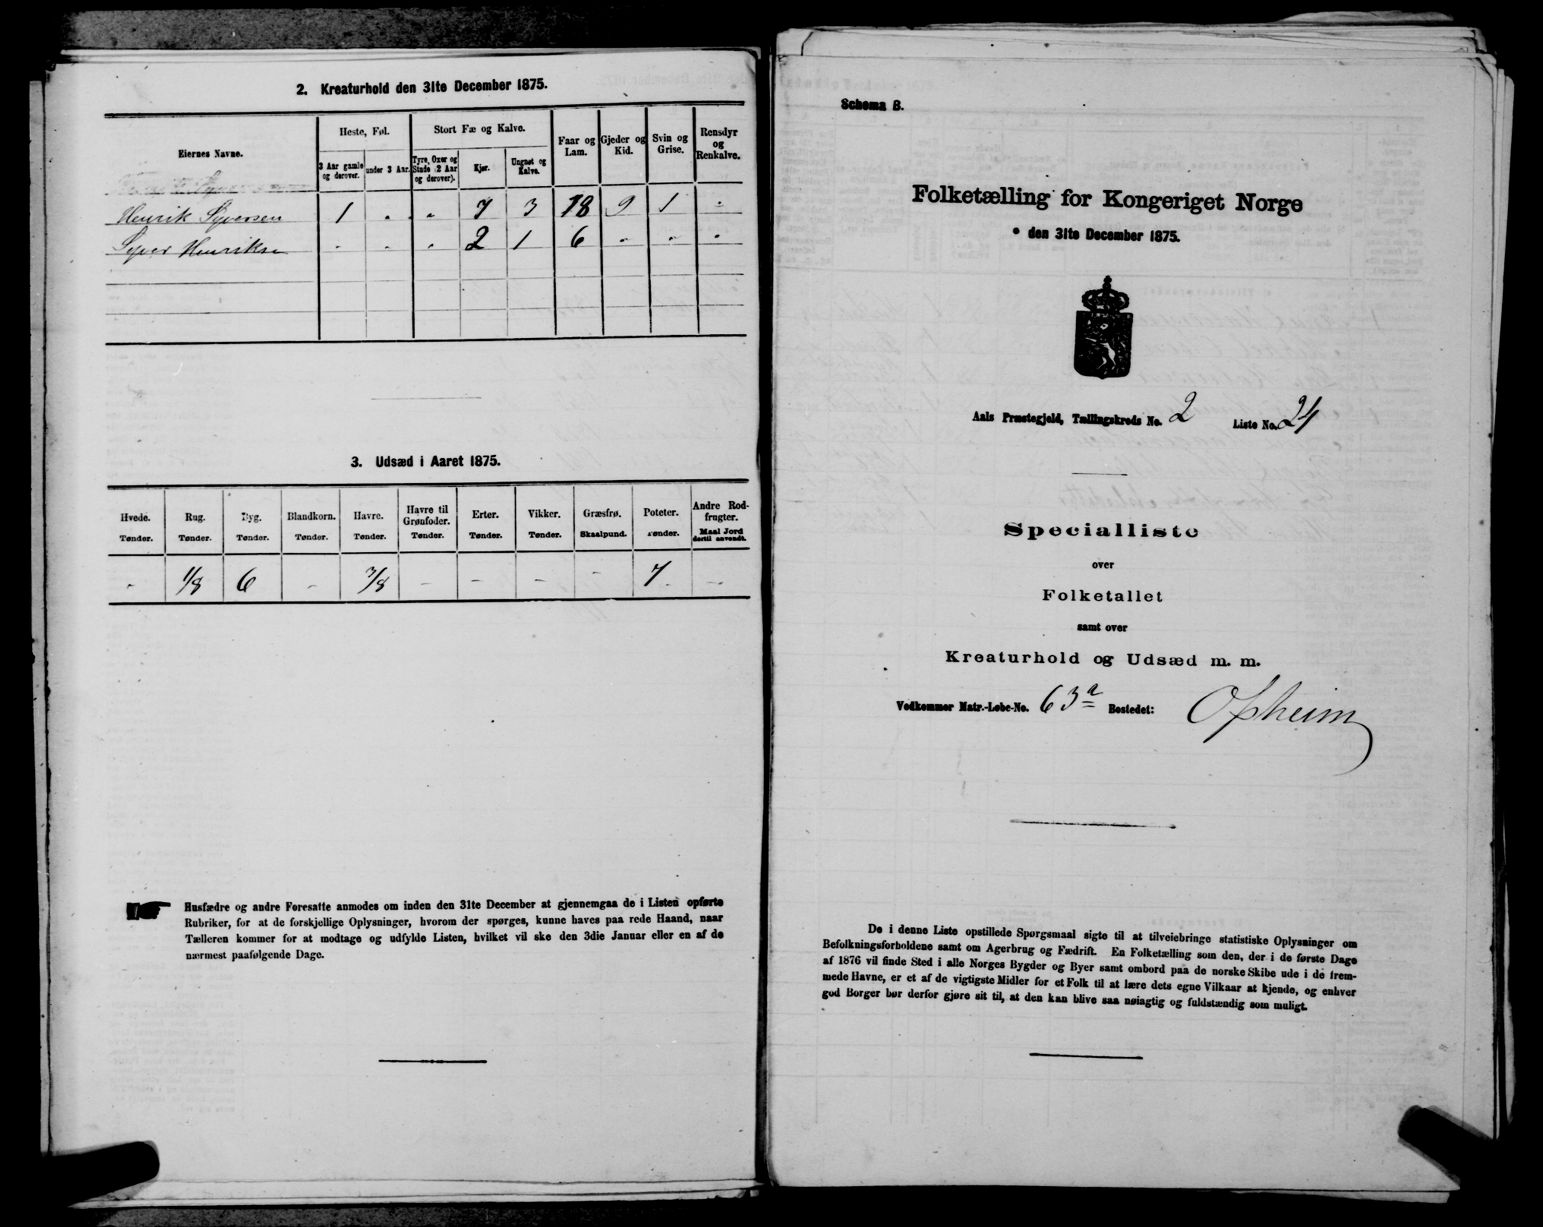 2. Kreaturhold den 31te December 1875.
Eiernes Navne. | Heste, Føl. | Stort Fæ og Kalve. | Faar og Lam. | Gjeder og Kid. | Svin og Grise. | Rensdyr og Renkalve.
3 Aar gamle og derover. | under 3 Aar. | Tyre, Oxer og Stude (2 Aar og derover). | Kjør. | Ungnøt og Kalve.
Henrik Syversen | 1 | . | . | 7 | 3 | 18 | 9 | 1 | .
Syver Henriksen | . | . | . | 2 | 1 | 6 | . | . | .
3. Udsæd i Aaret 1875.
Hvede. | Rug. | Byg. | Blandkorn. | Havre. | Havre til Grønfoder. | Erter. | Vikker. | Græsfrø. | Poteter. | Andre Rodfrugter.
Tønder. | Tønder. | Tønder. | Tønder. | Tønder. | Tønder. | Tønder. | Tønder. | Skaalpund. | Tønder. | Maal Jord dertil anvendt.
- | 1/8 | 6 | - | 7/8 | - | - | - | - | 7. | -
Husfædre og andre Foresatte anmodes om inden den 31te December at gjennemgaa de i Listen opførte
Rubriker, for at de forskjellige Oplysninger, hvorom der spørges, kunne haves paa rede Haand, naar
Tælleren kommer for at modtage og udfylde Listen, hvilket vil ske den 3die Januar eller en af de
nærmest paafølgende Dage.
Schema B.
Folketælling for Kongeriget Norge
den 31te December 1875.
Aals Præstegjeld, Tællingskreds No. 2 Liste No. 24
Specialliste
over
Folketallet
samt over
Kreaturhold og Udsæd m. m.
Vedkommer Matr.-Løbe-No. 63a Bostedet: Opheim
De i denne Liste opstillede Spørgsmaal sigte til at tilveiebringe statistiske Oplysninger om
Befolkningsforholdene samt om Agerbrug og Fædrift. En Folketælling som den, der i de første Dage
af 1876 vil finde Sted i alle Norges Bygder og Byer samt ombord paa de norske Skibe ude i de frem-
mede Havne, er et af de vigtigste Midler for et Folk til at lære dets egne Vilkaar at kjende, og enhver
god Borger bør derfor gjøre sit til, at den kan blive saa nøiagtig og fuldstændig som muligt.